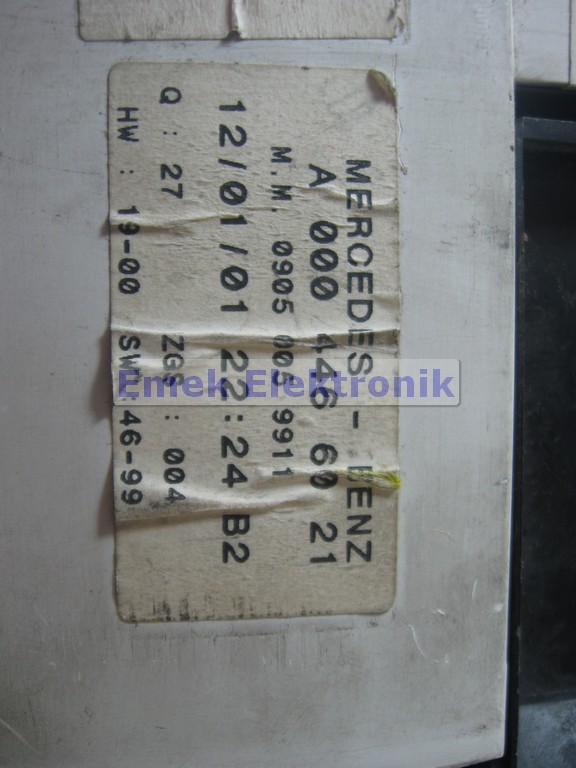 MERCEDES - BENZ
A 000 446 60 21
M.M. 0905 005 9911
12/01/01 22:24 B2
Q : 27 ZGS : 004
HW : 19-00 SW : 46-99
Emek Elektronik